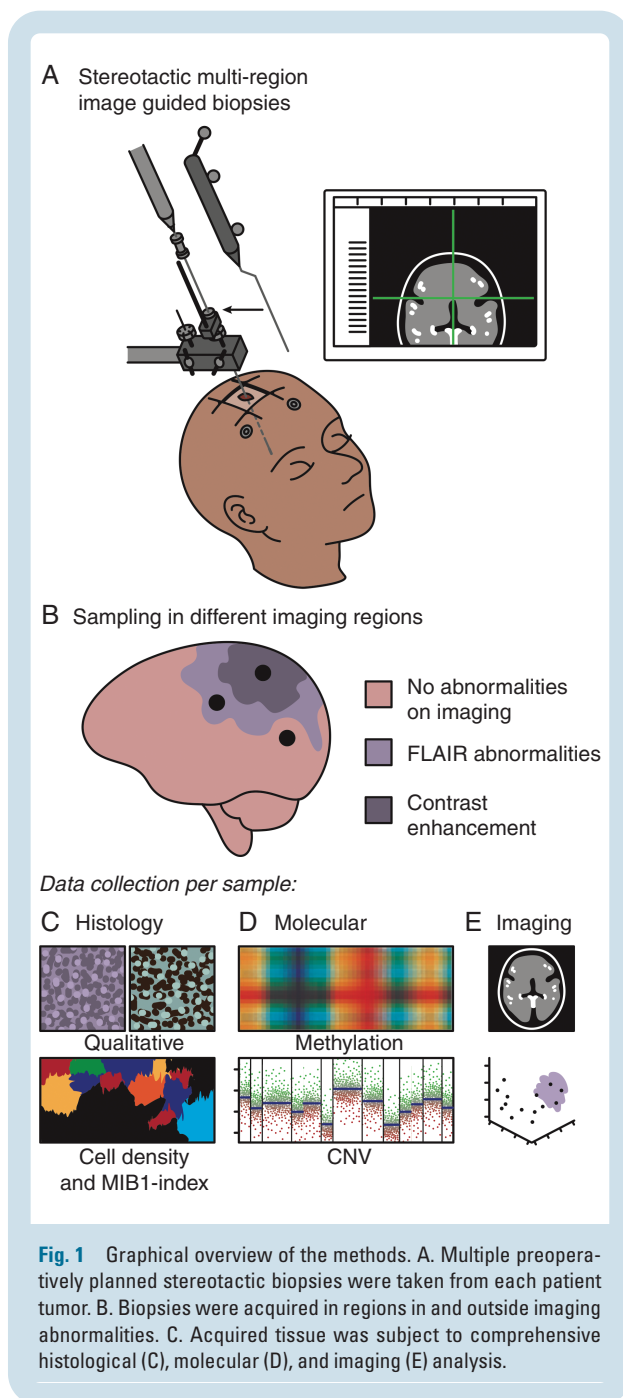 A Stereotactic multi-region
image guided biopsies
B Sampling in different imaging regions
No abnormalities
on imaging
FLAIR abnormalities
Contrast
enhancement
Data collection per sample:
C Histology
D Molecular
E Imaging
Qualitative
Methylation
Cell density
and MIB1-index
CNV
Fig. 1 Graphical overview of the methods. A. Multiple preopera-
tively planned stereotactic biopsies were taken from each patient
tumor. B. Biopsies were acquired in regions in and outside imaging
abnormalities. C. Acquired tissue was subject to comprehensive
histological (C), molecular (D), and imaging (E) analysis.